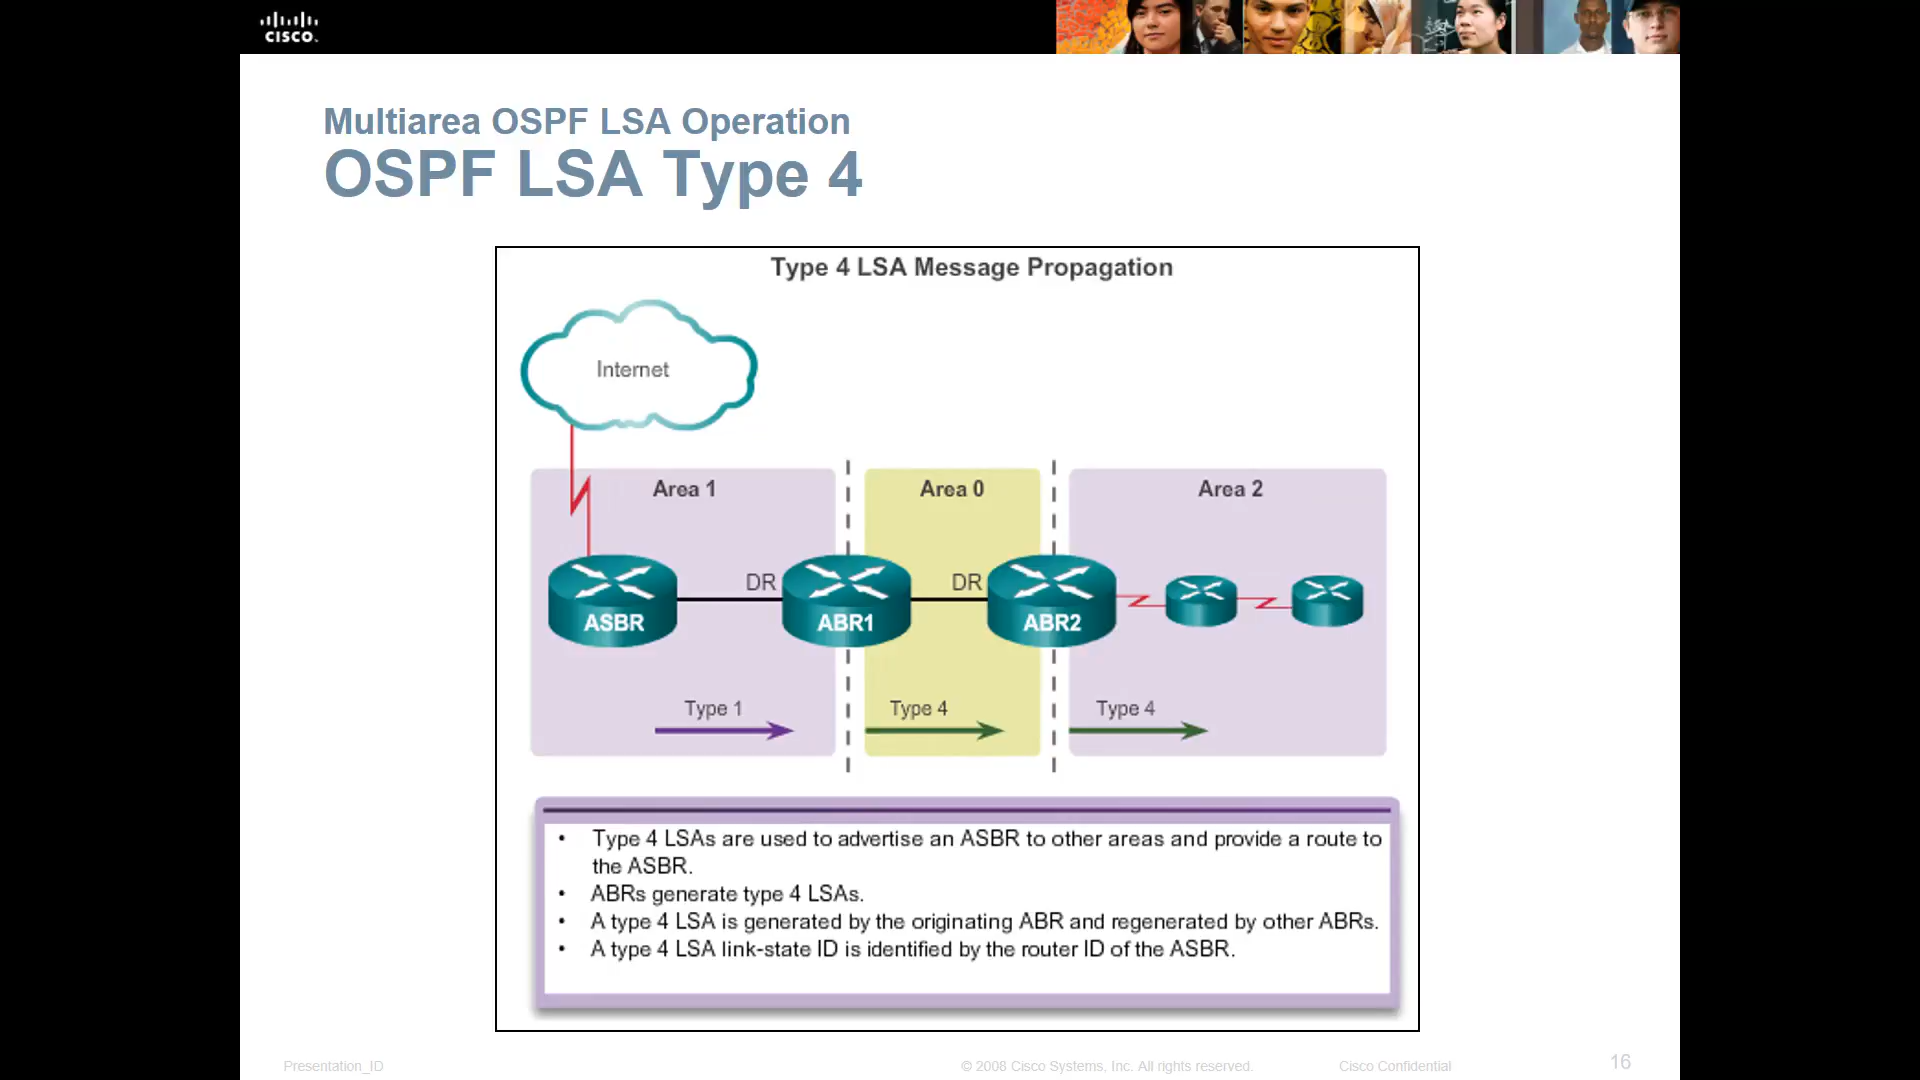 CISCO.
Multiarea OSPF LSA Operation
OSPF LSA Type 4
Type 4 LSA Message Propagation
Internet
Area 1
Area 0
Area 2
DR
DR
ASBR
ABR1
ABR2
Type 1
Type 4
Type 4
• Type 4 LSAs are used to advertise an ASBR to other areas and provide a route to
the ASBR.
• ABRs generate type 4 LSAs.
• A type 4 LSA is generated by the originating ABR and regenerated by other ABRs.
• A type 4 LSA link-state ID is identified by the router ID of the ASBR.
Presentation_ID
© 2008 Cisco Systems, Inc. All rights reserved.
Cisco Confidential
16